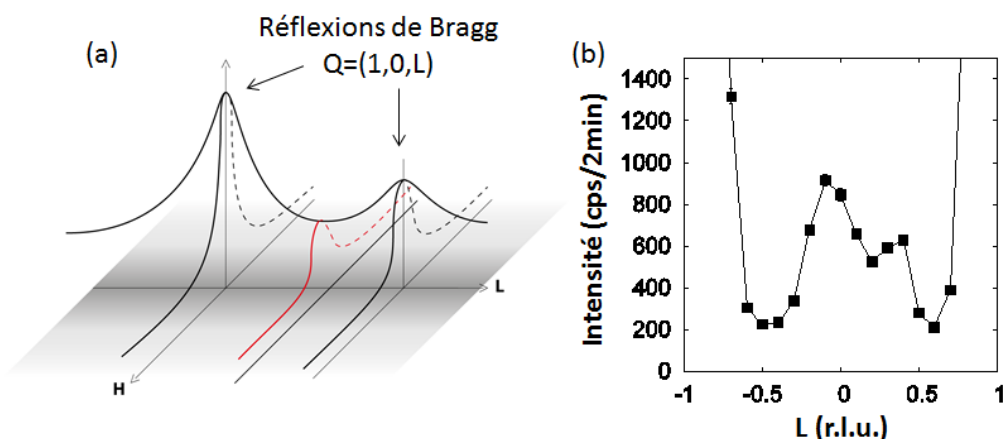 (a)
Réflexions de Bragg
Q=(1,0,L)
L
H
(b)
Intensité (cps/2min)
1400
1200
1000
800
600
400
200
0
-1
-0.5
0
0.5
1
L (r.l.u.)